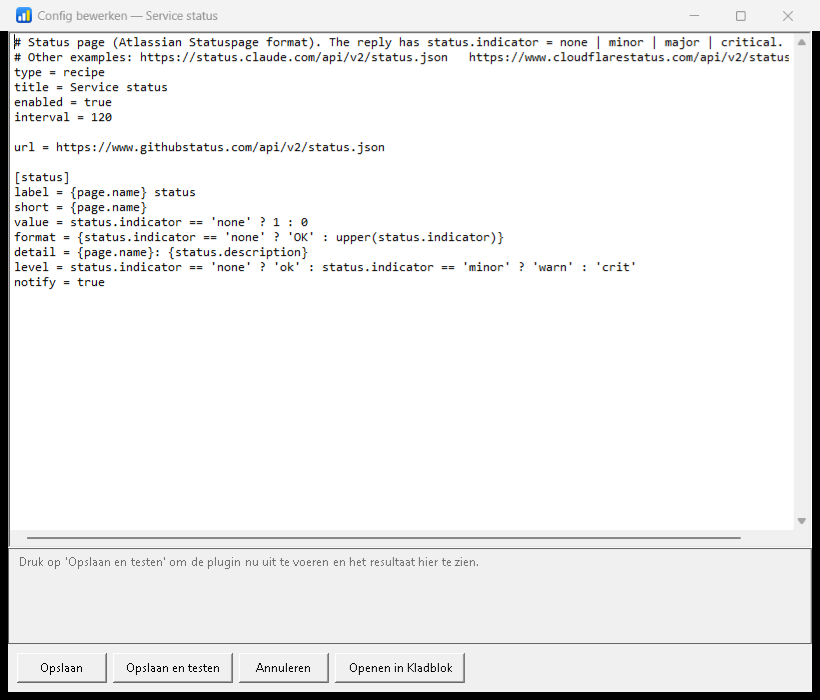 Config bewerken — Service status
# Status page (Atlassian Statuspage format). The reply has status.indicator = none | minor | major | critical.
# Other examples: https://status.claude.com/api/v2/status.json   https://www.cloudflarestatus.com/api/v2/status
type = recipe
title = Service status
enabled = true
interval = 120
url = https://www.githubstatus.com/api/v2/status.json
[status]
label = {page.name} status
short = {page.name}
value = status.indicator == 'none' ? 1 : 0
format = {status.indicator == 'none' ? 'OK' : upper(status.indicator)}
detail = {page.name}: {status.description}
level = status.indicator == 'none' ? 'ok' : status.indicator == 'minor' ? 'warn' : 'crit'
notify = true
Druk op 'Opslaan en testen' om de plugin nu uit te voeren en het resultaat hier te zien.
Opslaan
Opslaan en testen
Annuleren
Openen in Kladblok